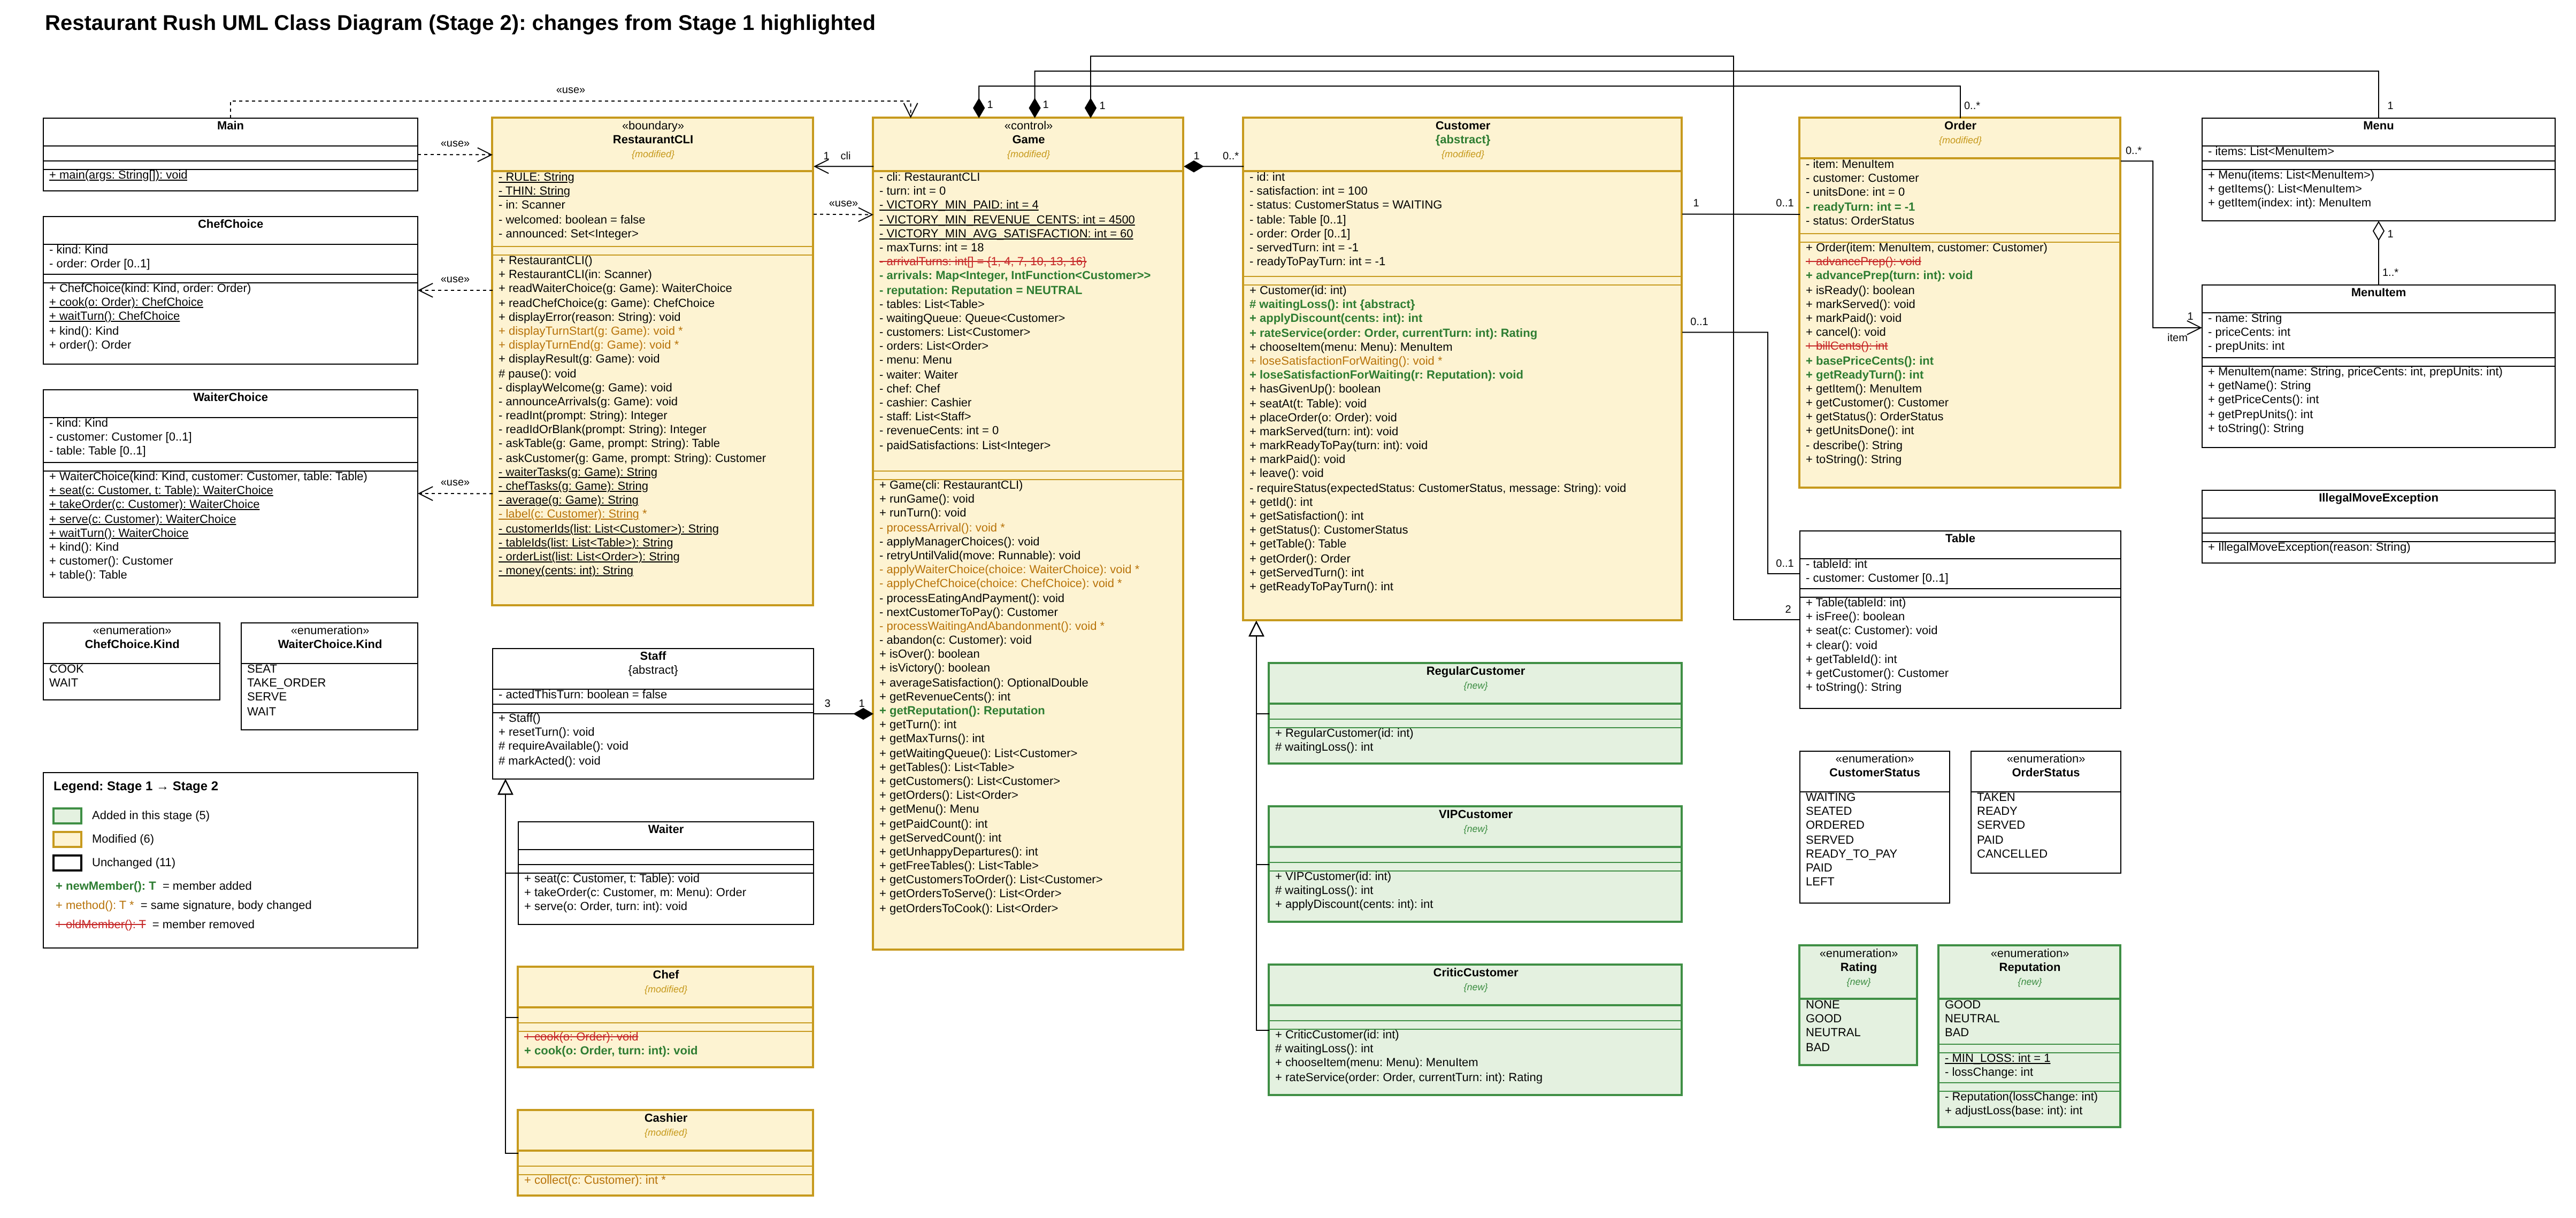 Restaurant Rush UML Class Diagram (Stage 2): changes from Stage 1 highlighted
«use»
1
1
1
0..*
1
Main
+ main(args: String[]): void
«use»
ChefChoice
- kind: Kind
- order: Order [0..1]
+ ChefChoice(kind: Kind, order: Order)
+ cook(o: Order): ChefChoice
+ waitTurn(): ChefChoice
+ kind(): Kind
+ order(): Order
«use»
WaiterChoice
- kind: Kind
- customer: Customer [0..1]
- table: Table [0..1]
+ WaiterChoice(kind: Kind, customer: Customer, table: Table)
+ seat(c: Customer, t: Table): WaiterChoice
+ takeOrder(c: Customer): WaiterChoice
+ serve(c: Customer): WaiterChoice
+ waitTurn(): WaiterChoice
+ kind(): Kind
+ customer(): Customer
+ table(): Table
«use»
«enumeration»
ChefChoice.Kind
COOK
WAIT
«enumeration»
WaiterChoice.Kind
SEAT
TAKE_ORDER
SERVE
WAIT
Legend: Stage 1 → Stage 2
Added in this stage (5)
Modified (6)
Unchanged (11)
+ newMember(): T = member added
+ method(): T * = same signature, body changed
+ oldMember(): T = member removed
«boundary»
RestaurantCLI
{modified}
- RULE: String
- THIN: String
- in: Scanner
- welcomed: boolean = false
- announced: Set<Integer>
+ RestaurantCLI()
+ RestaurantCLI(in: Scanner)
+ readWaiterChoice(g: Game): WaiterChoice
+ readChefChoice(g: Game): ChefChoice
+ displayError(reason: String): void
+ displayTurnStart(g: Game): void *
+ displayTurnEnd(g: Game): void *
+ displayResult(g: Game): void
# pause(): void
- displayWelcome(g: Game): void
- announceArrivals(g: Game): void
- readInt(prompt: String): Integer
- readIdOrBlank(prompt: String): Integer
- askTable(g: Game, prompt: String): Table
- askCustomer(g: Game, prompt: String): Customer
- waiterTasks(g: Game): String
- chefTasks(g: Game): String
- average(g: Game): String
- label(c: Customer): String *
- customerIds(list: List<Customer>): String
- tableIds(list: List<Table>): String
- orderList(list: List<Order>): String
- money(cents: int): String
1 cli
«use»
Staff
{abstract}
- actedThisTurn: boolean = false
+ Staff()
+ resetTurn(): void
# requireAvailable(): void
# markActed(): void
3 1
Waiter
+ seat(c: Customer, t: Table): void
+ takeOrder(c: Customer, m: Menu): Order
+ serve(o: Order, turn: int): void
Chef
{modified}
+ cook(o: Order): void
+ cook(o: Order, turn: int): void
Cashier
{modified}
+ collect(c: Customer): int *
«control»
Game
{modified}
- cli: RestaurantCLI
- turn: int = 0
- VICTORY_MIN_PAID: int = 4
- VICTORY_MIN_REVENUE_CENTS: int = 4500
- VICTORY_MIN_AVG_SATISFACTION: int = 60
- maxTurns: int = 18
- arrivalTurns: int[] = {1, 4, 7, 10, 13, 16}
- arrivals: Map<Integer, IntFunction<Customer>>
- reputation: Reputation = NEUTRAL
- tables: List<Table>
- waitingQueue: Queue<Customer>
- customers: List<Customer>
- orders: List<Order>
- menu: Menu
- waiter: Waiter
- chef: Chef
- cashier: Cashier
- staff: List<Staff>
- revenueCents: int = 0
- paidSatisfactions: List<Integer>
+ Game(cli: RestaurantCLI)
+ runGame(): void
+ runTurn(): void
- processArrival(): void *
- applyManagerChoices(): void
- retryUntilValid(move: Runnable): void
- applyWaiterChoice(choice: WaiterChoice): void *
- applyChefChoice(choice: ChefChoice): void *
- processEatingAndPayment(): void
- nextCustomerToPay(): Customer
- processWaitingAndAbandonment(): void *
- abandon(c: Customer): void
+ isOver(): boolean
+ isVictory(): boolean
+ averageSatisfaction(): OptionalDouble
+ getRevenueCents(): int
+ getReputation(): Reputation
+ getTurn(): int
+ getMaxTurns(): int
+ getWaitingQueue(): List<Customer>
+ getTables(): List<Table>
+ getCustomers(): List<Customer>
+ getOrders(): List<Order>
+ getMenu(): Menu
+ getPaidCount(): int
+ getServedCount(): int
+ getUnhappyDepartures(): int
+ getFreeTables(): List<Table>
+ getCustomersToOrder(): List<Customer>
+ getOrdersToServe(): List<Order>
+ getOrdersToCook(): List<Order>
1 0..*
Customer
{abstract}
{modified}
- id: int
- satisfaction: int = 100
- status: CustomerStatus = WAITING
- table: Table [0..1]
- order: Order [0..1]
- servedTurn: int = -1
- readyToPayTurn: int = -1
+ Customer(id: int)
# waitingLoss(): int {abstract}
+ applyDiscount(cents: int): int
+ rateService(order: Order, currentTurn: int): Rating
+ chooseItem(menu: Menu): MenuItem
+ loseSatisfactionForWaiting(): void *
+ loseSatisfactionForWaiting(r: Reputation): void
+ hasGivenUp(): boolean
+ seatAt(t: Table): void
+ placeOrder(o: Order): void
+ markServed(turn: int): void
+ markReadyToPay(turn: int): void
+ markPaid(): void
+ leave(): void
- requireStatus(expectedStatus: CustomerStatus, message: String): void
+ getId(): int
+ getSatisfaction(): int
+ getStatus(): CustomerStatus
+ getTable(): Table
+ getOrder(): Order
+ getServedTurn(): int
+ getReadyToPayTurn(): int
1 0..1
0..1
0..1
2
RegularCustomer
{new}
+ RegularCustomer(id: int)
# waitingLoss(): int
VIPCustomer
{new}
+ VIPCustomer(id: int)
# waitingLoss(): int
+ applyDiscount(cents: int): int
CriticCustomer
{new}
+ CriticCustomer(id: int)
# waitingLoss(): int
+ chooseItem(menu: Menu): MenuItem
+ rateService(order: Order, currentTurn: int): Rating
Order
{modified}
- item: MenuItem
- customer: Customer
- unitsDone: int = 0
- readyTurn: int = -1
- status: OrderStatus
+ Order(item: MenuItem, customer: Customer)
+ advancePrep(): void
+ advancePrep(turn: int): void
+ isReady(): boolean
+ markServed(): void
+ markPaid(): void
+ cancel(): void
+ billCents(): int
+ basePriceCents(): int
+ getReadyTurn(): int
+ getItem(): MenuItem
+ getCustomer(): Customer
+ getStatus(): OrderStatus
+ getUnitsDone(): int
- describe(): String
+ toString(): String
0..*
1
item
Table
- tableId: int
- customer: Customer [0..1]
+ Table(tableId: int)
+ isFree(): boolean
+ seat(c: Customer): void
+ clear(): void
+ getTableId(): int
+ getCustomer(): Customer
+ toString(): String
«enumeration»
CustomerStatus
WAITING
SEATED
ORDERED
SERVED
READY_TO_PAY
PAID
LEFT
«enumeration»
OrderStatus
TAKEN
READY
SERVED
PAID
CANCELLED
«enumeration»
Rating
{new}
NONE
GOOD
NEUTRAL
BAD
«enumeration»
Reputation
{new}
GOOD
NEUTRAL
BAD
- MIN_LOSS: int = 1
- lossChange: int
- Reputation(lossChange: int)
+ adjustLoss(base: int): int
Menu
- items: List<MenuItem>
+ Menu(items: List<MenuItem>)
+ getItems(): List<MenuItem>
+ getItem(index: int): MenuItem
1
1..*
MenuItem
- name: String
- priceCents: int
- prepUnits: int
+ MenuItem(name: String, priceCents: int, prepUnits: int)
+ getName(): String
+ getPriceCents(): int
+ getPrepUnits(): int
+ toString(): String
IllegalMoveException
+ IllegalMoveException(reason: String)